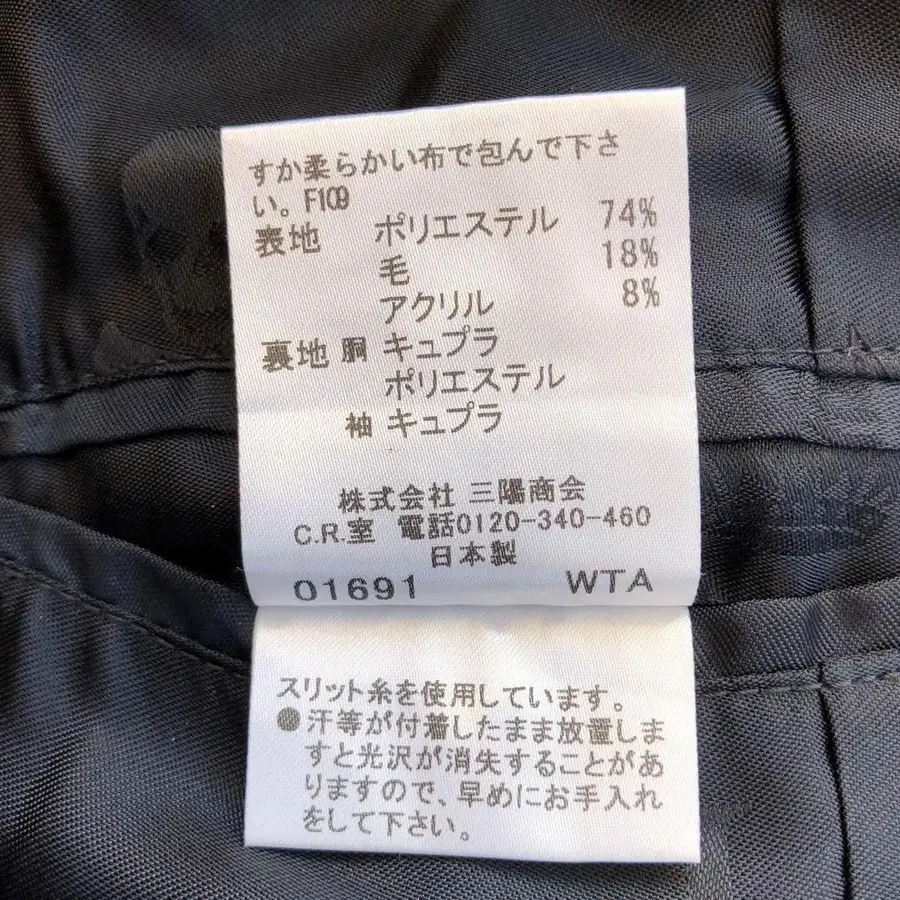 すか柔らかい布で包んで下さ
い。F109
表地 ポリエステル 74%
毛 18%
アクリル 8%
裏地 胴 キュプラ
ポリエステル
袖 キュプラ
株式会社 三陽商会
C.R.室 電話0120-340-460
日本製
01691 WTA
スリット糸を使用しています。
●汗等が付着したまま放置しま
すと光沢が消失することがあ
りますので、早めにお手入れ
をして下さい。